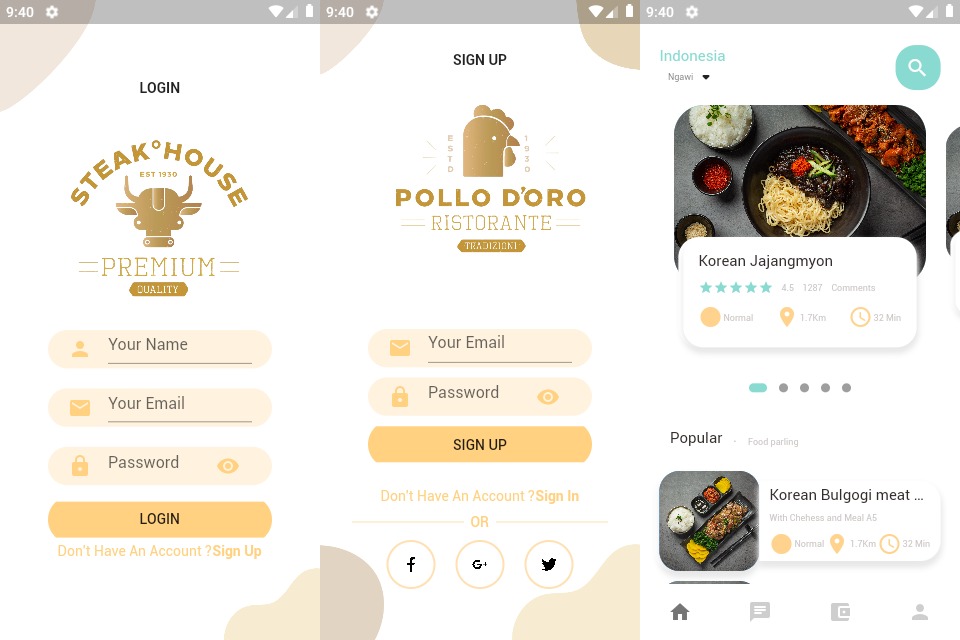 9:40
LOGIN
STEAK HOUSE
EST 1930
PREMIUM
QUALITY
Your Name
Your Email
Password
LOGIN
Don't Have An Account ?Sign Up
9:40
SIGN UP
ESTD
1930
POLLO D'ORO
RISTORANTE
TRADIZIONI
Your Email
Password
SIGN UP
Don't Have An Account ?Sign In
OR
f
G+
9:40
Indonesia
Ngawi
Korean Jajangmyon
4.5 1287 Comments
Normal 1.7Km 32 Min
Popular - Food parling
Korean Bulgogi meat ...
With Chehess and Meal A5
Normal 1.7Km 32 Min